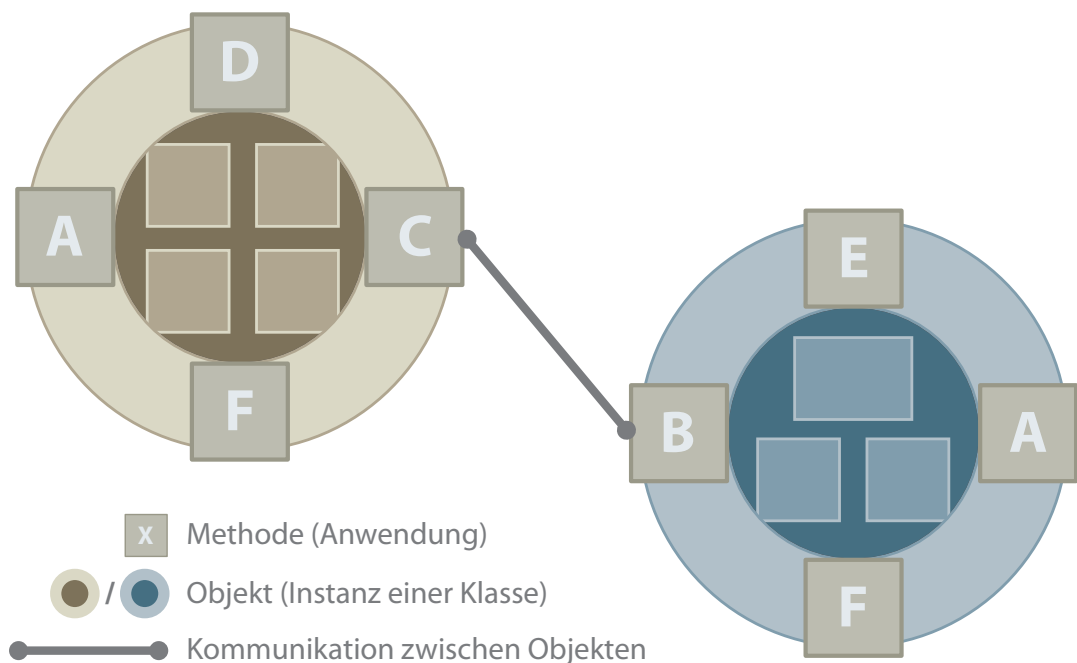 D
A
C
F
E
B
A
F
X Methode (Anwendung)
/ Objekt (Instanz einer Klasse)
Kommunikation zwischen Objekten